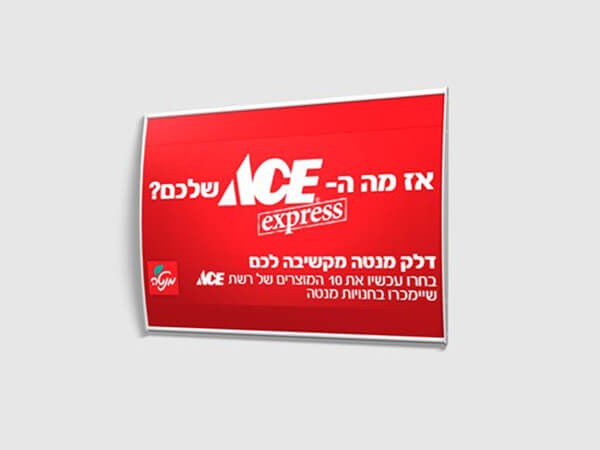 אז מה ה- ACE שלכם?
express
דלק מנטה מקשיבה לכם
בחרו עכשיו את 10 המוצרים של רשת ACE
שיימכרו בחנויות מנטה
מנטה